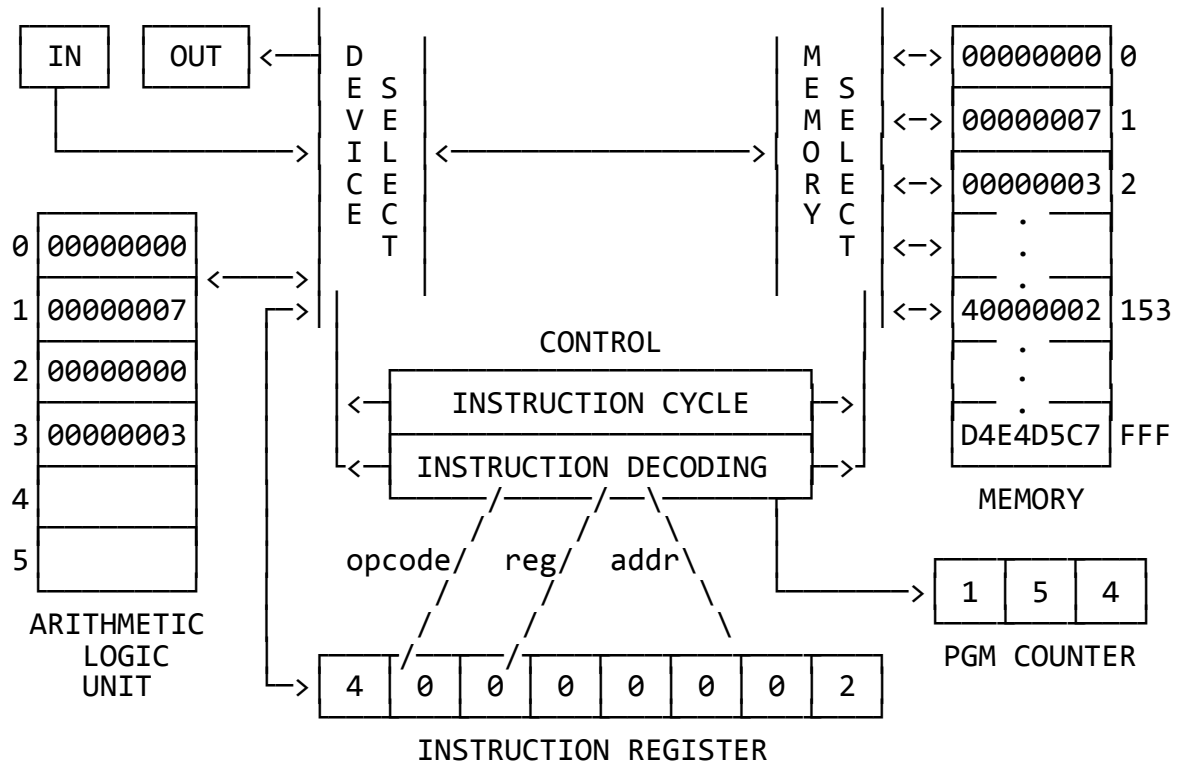 IN
OUT
DEVICE
SELECT
MEMORY
SELECT
00000000 0
00000007 1
00000003 2
.
.
.
40000002 153
.
.
.
D4E4D5C7 FFF
MEMORY
0 00000000
1 00000007
2 00000000
3 00000003
4
5
ARITHMETIC
LOGIC
UNIT
CONTROL
INSTRUCTION CYCLE
INSTRUCTION DECODING
opcode reg addr
1 5 4
PGM COUNTER
4 0 0 0 0 0 0 2
INSTRUCTION REGISTER